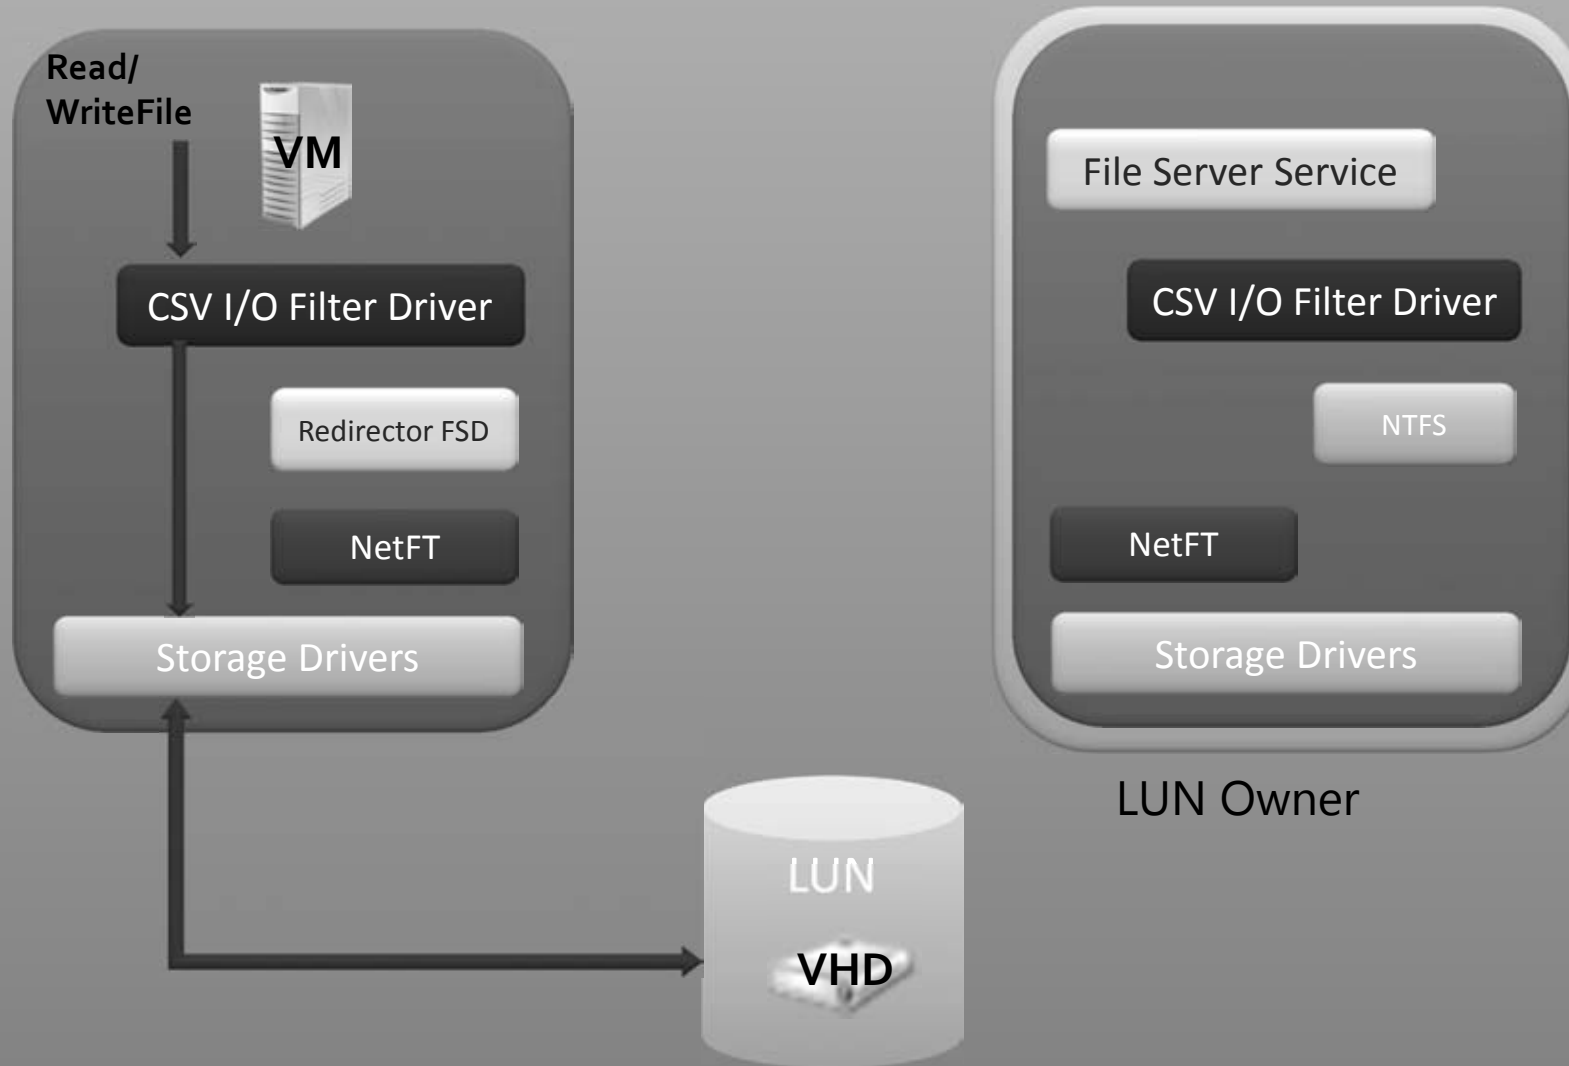 Read/
WriteFile
VM
CSV I/O Filter Driver
Redirector FSD
NetFT
Storage Drivers
File Server Service
CSV I/O Filter Driver
NTFS
NetFT
Storage Drivers
LUN Owner
LUN
VHD